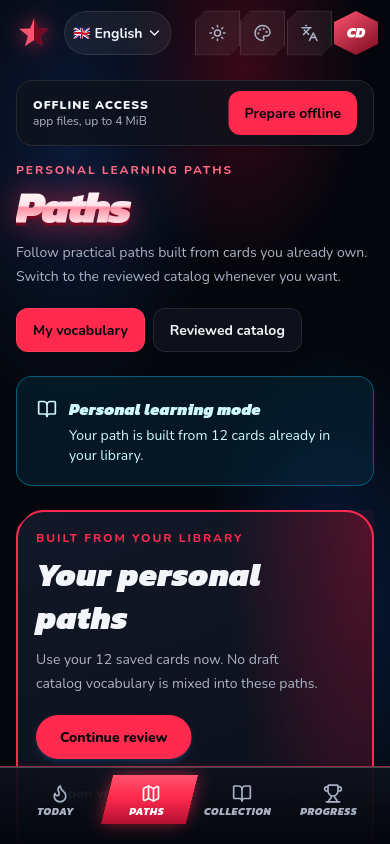 🇬🇧 English
CD
OFFLINE ACCESS
app files, up to 4 MiB
Prepare offline
PERSONAL LEARNING PATHS
Paths
Follow practical paths built from cards you already own.
Switch to the reviewed catalog whenever you want.
My vocabulary
Reviewed catalog
Personal learning mode
Your path is built from 12 cards already in
your library.
BUILT FROM YOUR LIBRARY
Your personal
paths
Use your 12 saved cards now. No draft
catalog vocabulary is mixed into these paths.
Continue review
TODAY
PATHS
COLLECTION
PROGRESS